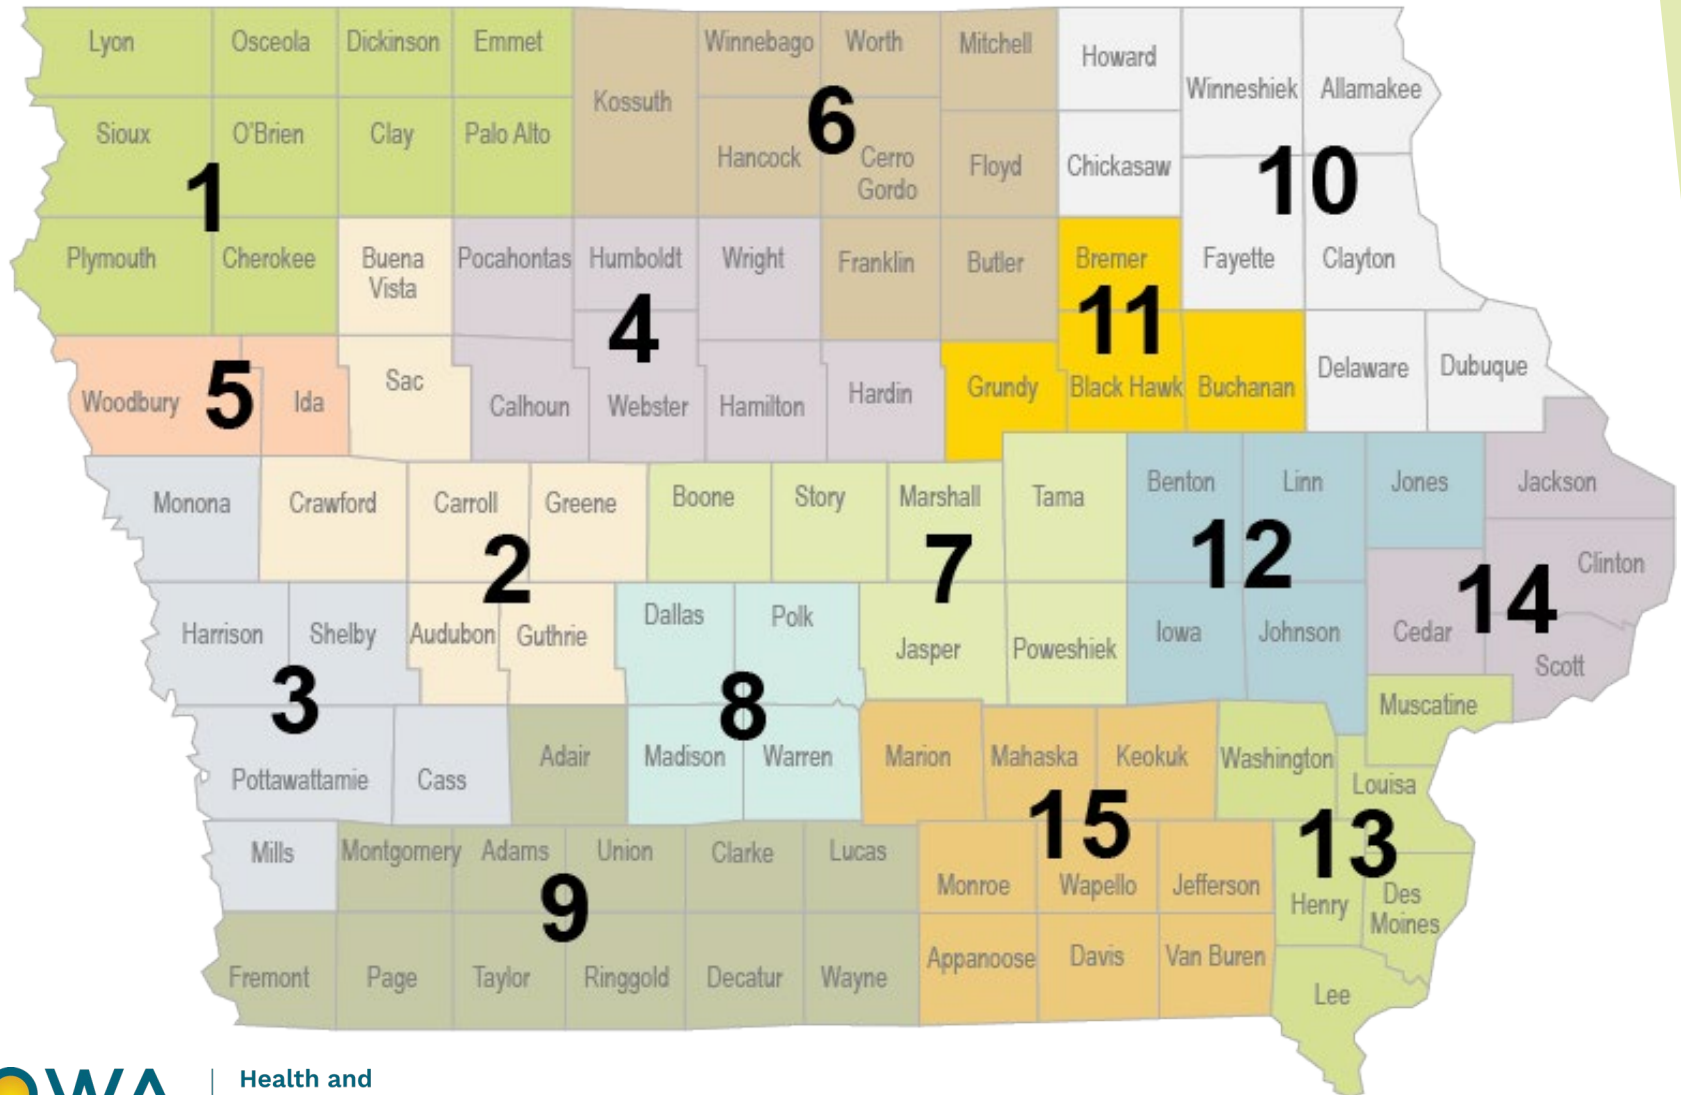 Lyon
Osceola
Dickinson
Emmet
Kossuth
Winnebago
Worth
Mitchell
Howard
Winneshiek
Allamakee
Sioux
O'Brien
Clay
Palo Alto
Hancock
6
Cerro
Gordo
Floyd
Chickasaw
10
1
Plymouth
Cherokee
Buena
Vista
Pocahontas
Humboldt
Wright
Franklin
Butler
Bremer
Fayette
Clayton
11
4
Woodbury
5
Ida
Sac
Calhoun
Webster
Hamilton
Hardin
Grundy
Black Hawk
Buchanan
Delaware
Dubuque
Monona
Crawford
Carroll
Greene
Boone
Story
Marshall
Tama
Benton
Linn
Jones
Jackson
2
7
12
Clinton
14
Harrison
Shelby
Audubon
Guthrie
Dallas
Polk
Jasper
Poweshiek
Iowa
Johnson
Cedar
Scott
3
8
Muscatine
Pottawattamie
Cass
Adair
Madison
Warren
Marion
Mahaska
Keokuk
Washington
Louisa
15
13
Mills
Montgomery
Adams
Union
Clarke
Lucas
Monroe
Wapello
Jefferson
Henry
Des
Moines
9
Fremont
Page
Taylor
Ringgold
Decatur
Wayne
Appanoose
Davis
Van Buren
Lee
OWA
Health and